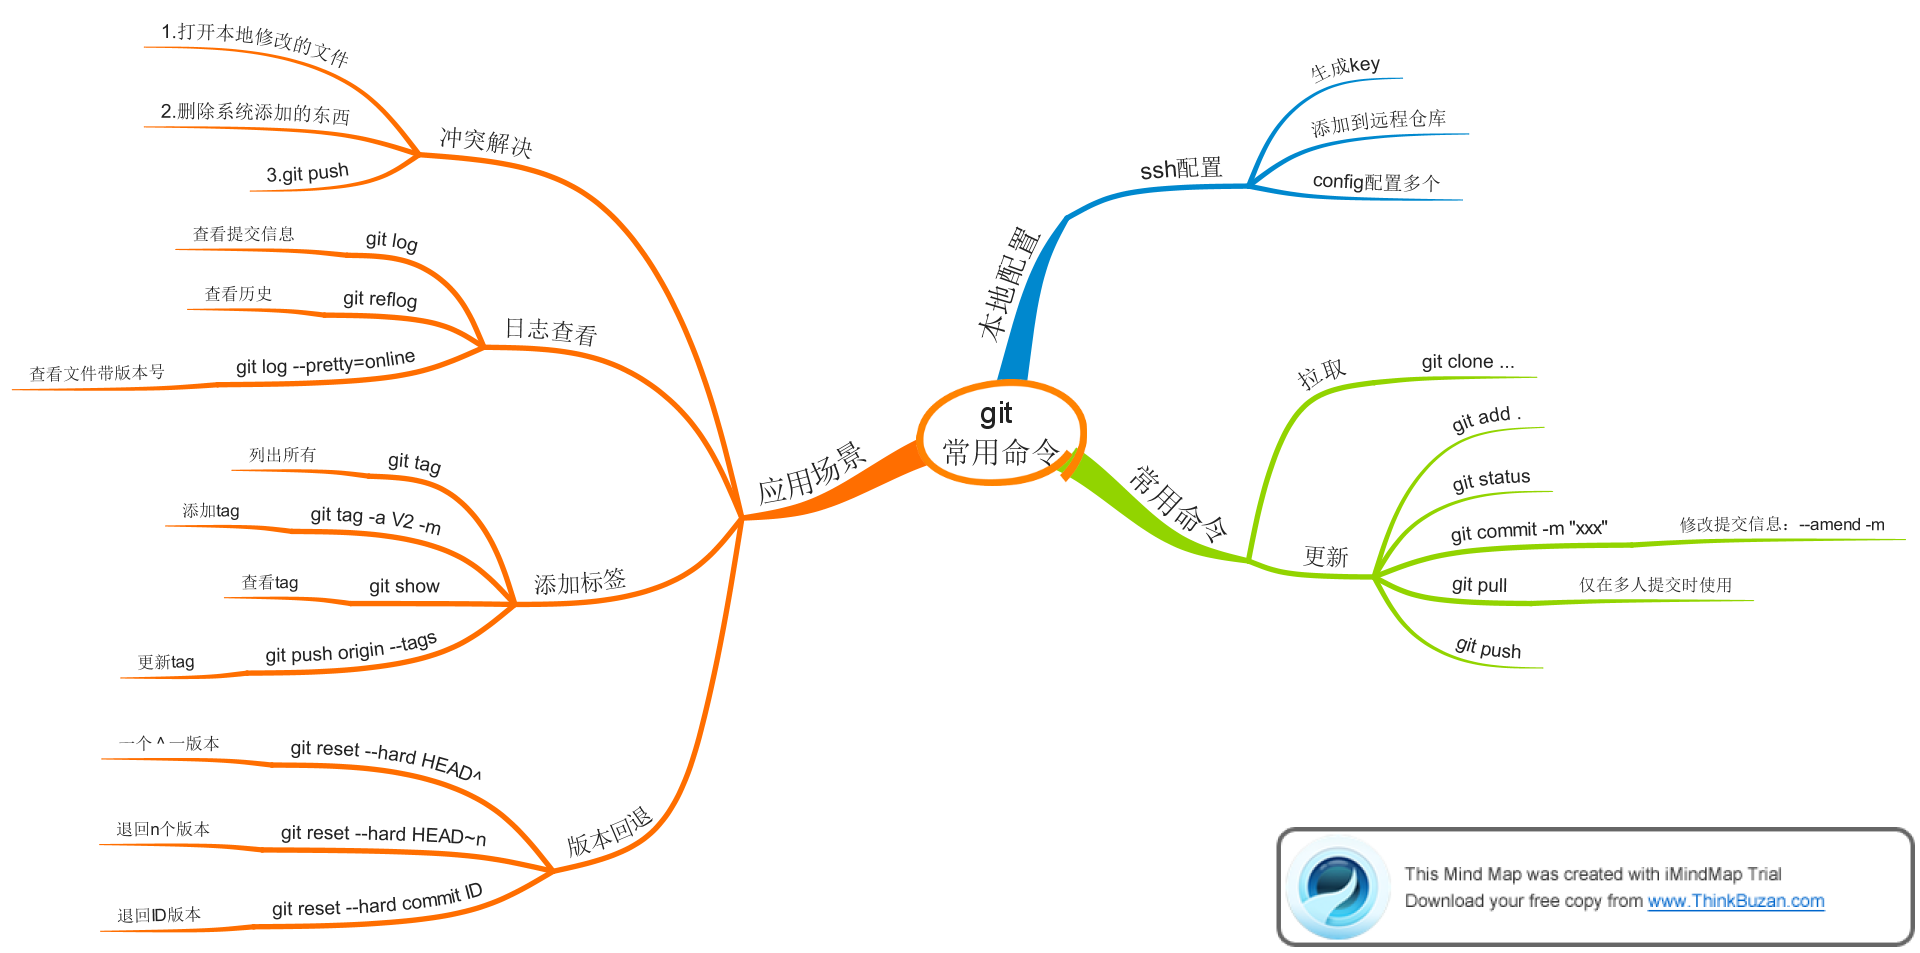 git
常用命令
本地配置
ssh配置
生成key
添加到远程仓库
config配置多个
常用命令
拉取
git clone ...
更新
git add .
git status
git commit -m "xxx"
修改提交信息：--amend -m
git pull
仅在多人提交时使用
git push
应用场景
冲突解决
1.打开本地修改的文件
2.删除系统添加的东西
3.git push
日志查看
git log
查看提交信息
git reflog
查看历史
git log --pretty=online
查看文件带版本号
添加标签
git tag
列出所有
git tag -a V2 -m
添加tag
git show
查看tag
git push origin --tags
更新tag
版本回退
git reset --hard HEAD^
一个 ^ 一版本
git reset --hard HEAD~n
退回n个版本
git reset --hard commit ID
退回ID版本
This Mind Map was created with iMindMap Trial
Download your free copy from www.ThinkBuzan.com